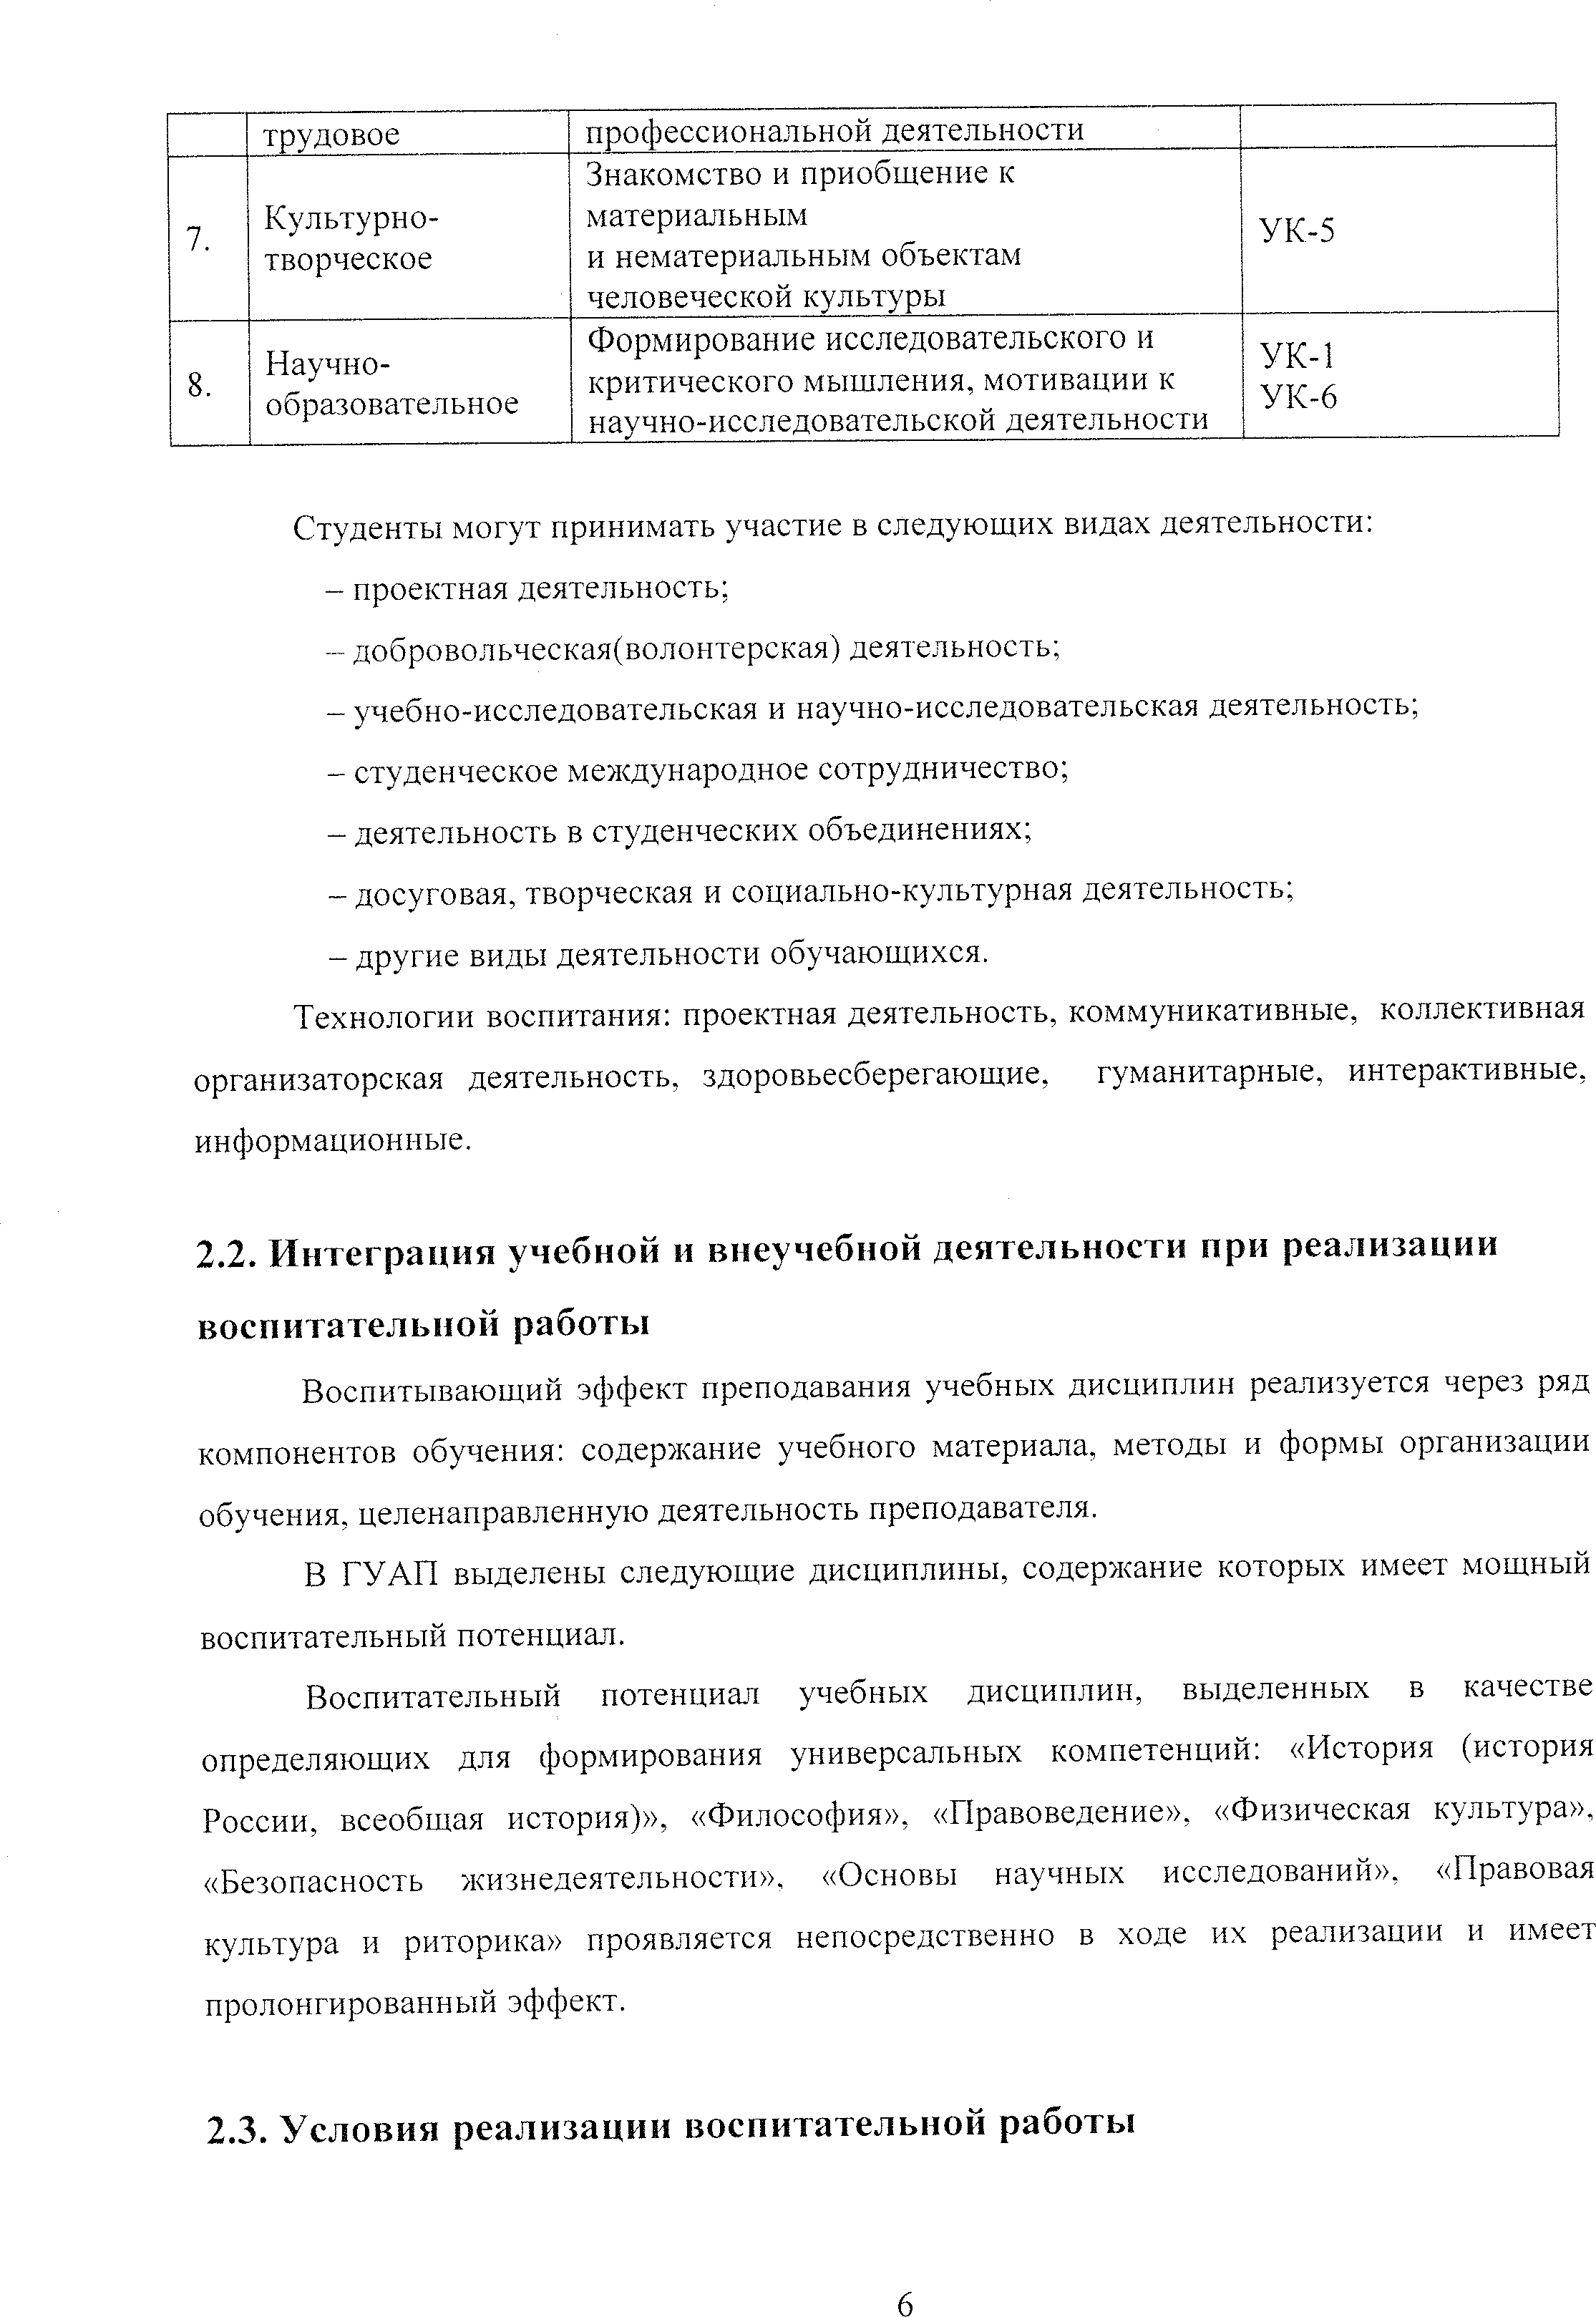 трудовое профессиональной деятельности
7. Культурно-творческое Знакомство и приобщение к УК-5
материальным
и нематериальным объектам
человеческой культуры
8. Научно-образовательное Формирование исследовательского и УК-1
критического мышления, мотивации к УК-6
научно-исследовательской деятельности
Студенты могут принимать участие в следующих видах деятельности:
– проектная деятельность;
– добровольческая(волонтерская) деятельность;
– учебно-исследовательская и научно-исследовательская деятельность;
– студенческое международное сотрудничество;
– деятельность в студенческих объединениях;
– досуговая, творческая и социально-культурная деятельность;
– другие виды деятельности обучающихся.
Технологии воспитания: проектная деятельность, коммуникативные, коллективная
организаторская деятельность, здоровьесберегающие, гуманитарные, интерактивные,
информационные.
2.2. Интеграция учебной и внеучебной деятельности при реализации
воспитательной работы
Воспитывающий эффект преподавания учебных дисциплин реализуется через ряд
компонентов обучения: содержание учебного материала, методы и формы организации
обучения, целенаправленную деятельность преподавателя.
В ГУАП выделены следующие дисциплины, содержание которых имеет мощный
воспитательный потенциал.
Воспитательный потенциал учебных дисциплин, выделенных в качестве
определяющих для формирования универсальных компетенций: «История (история
России, всеобщая история)», «Философия», «Правоведение», «Физическая культура»,
«Безопасность жизнедеятельности», «Основы научных исследований», «Правовая
культура и риторика» проявляется непосредственно в ходе их реализации и имеет
пролонгированный эффект.
2.3. Условия реализации воспитательной работы
6